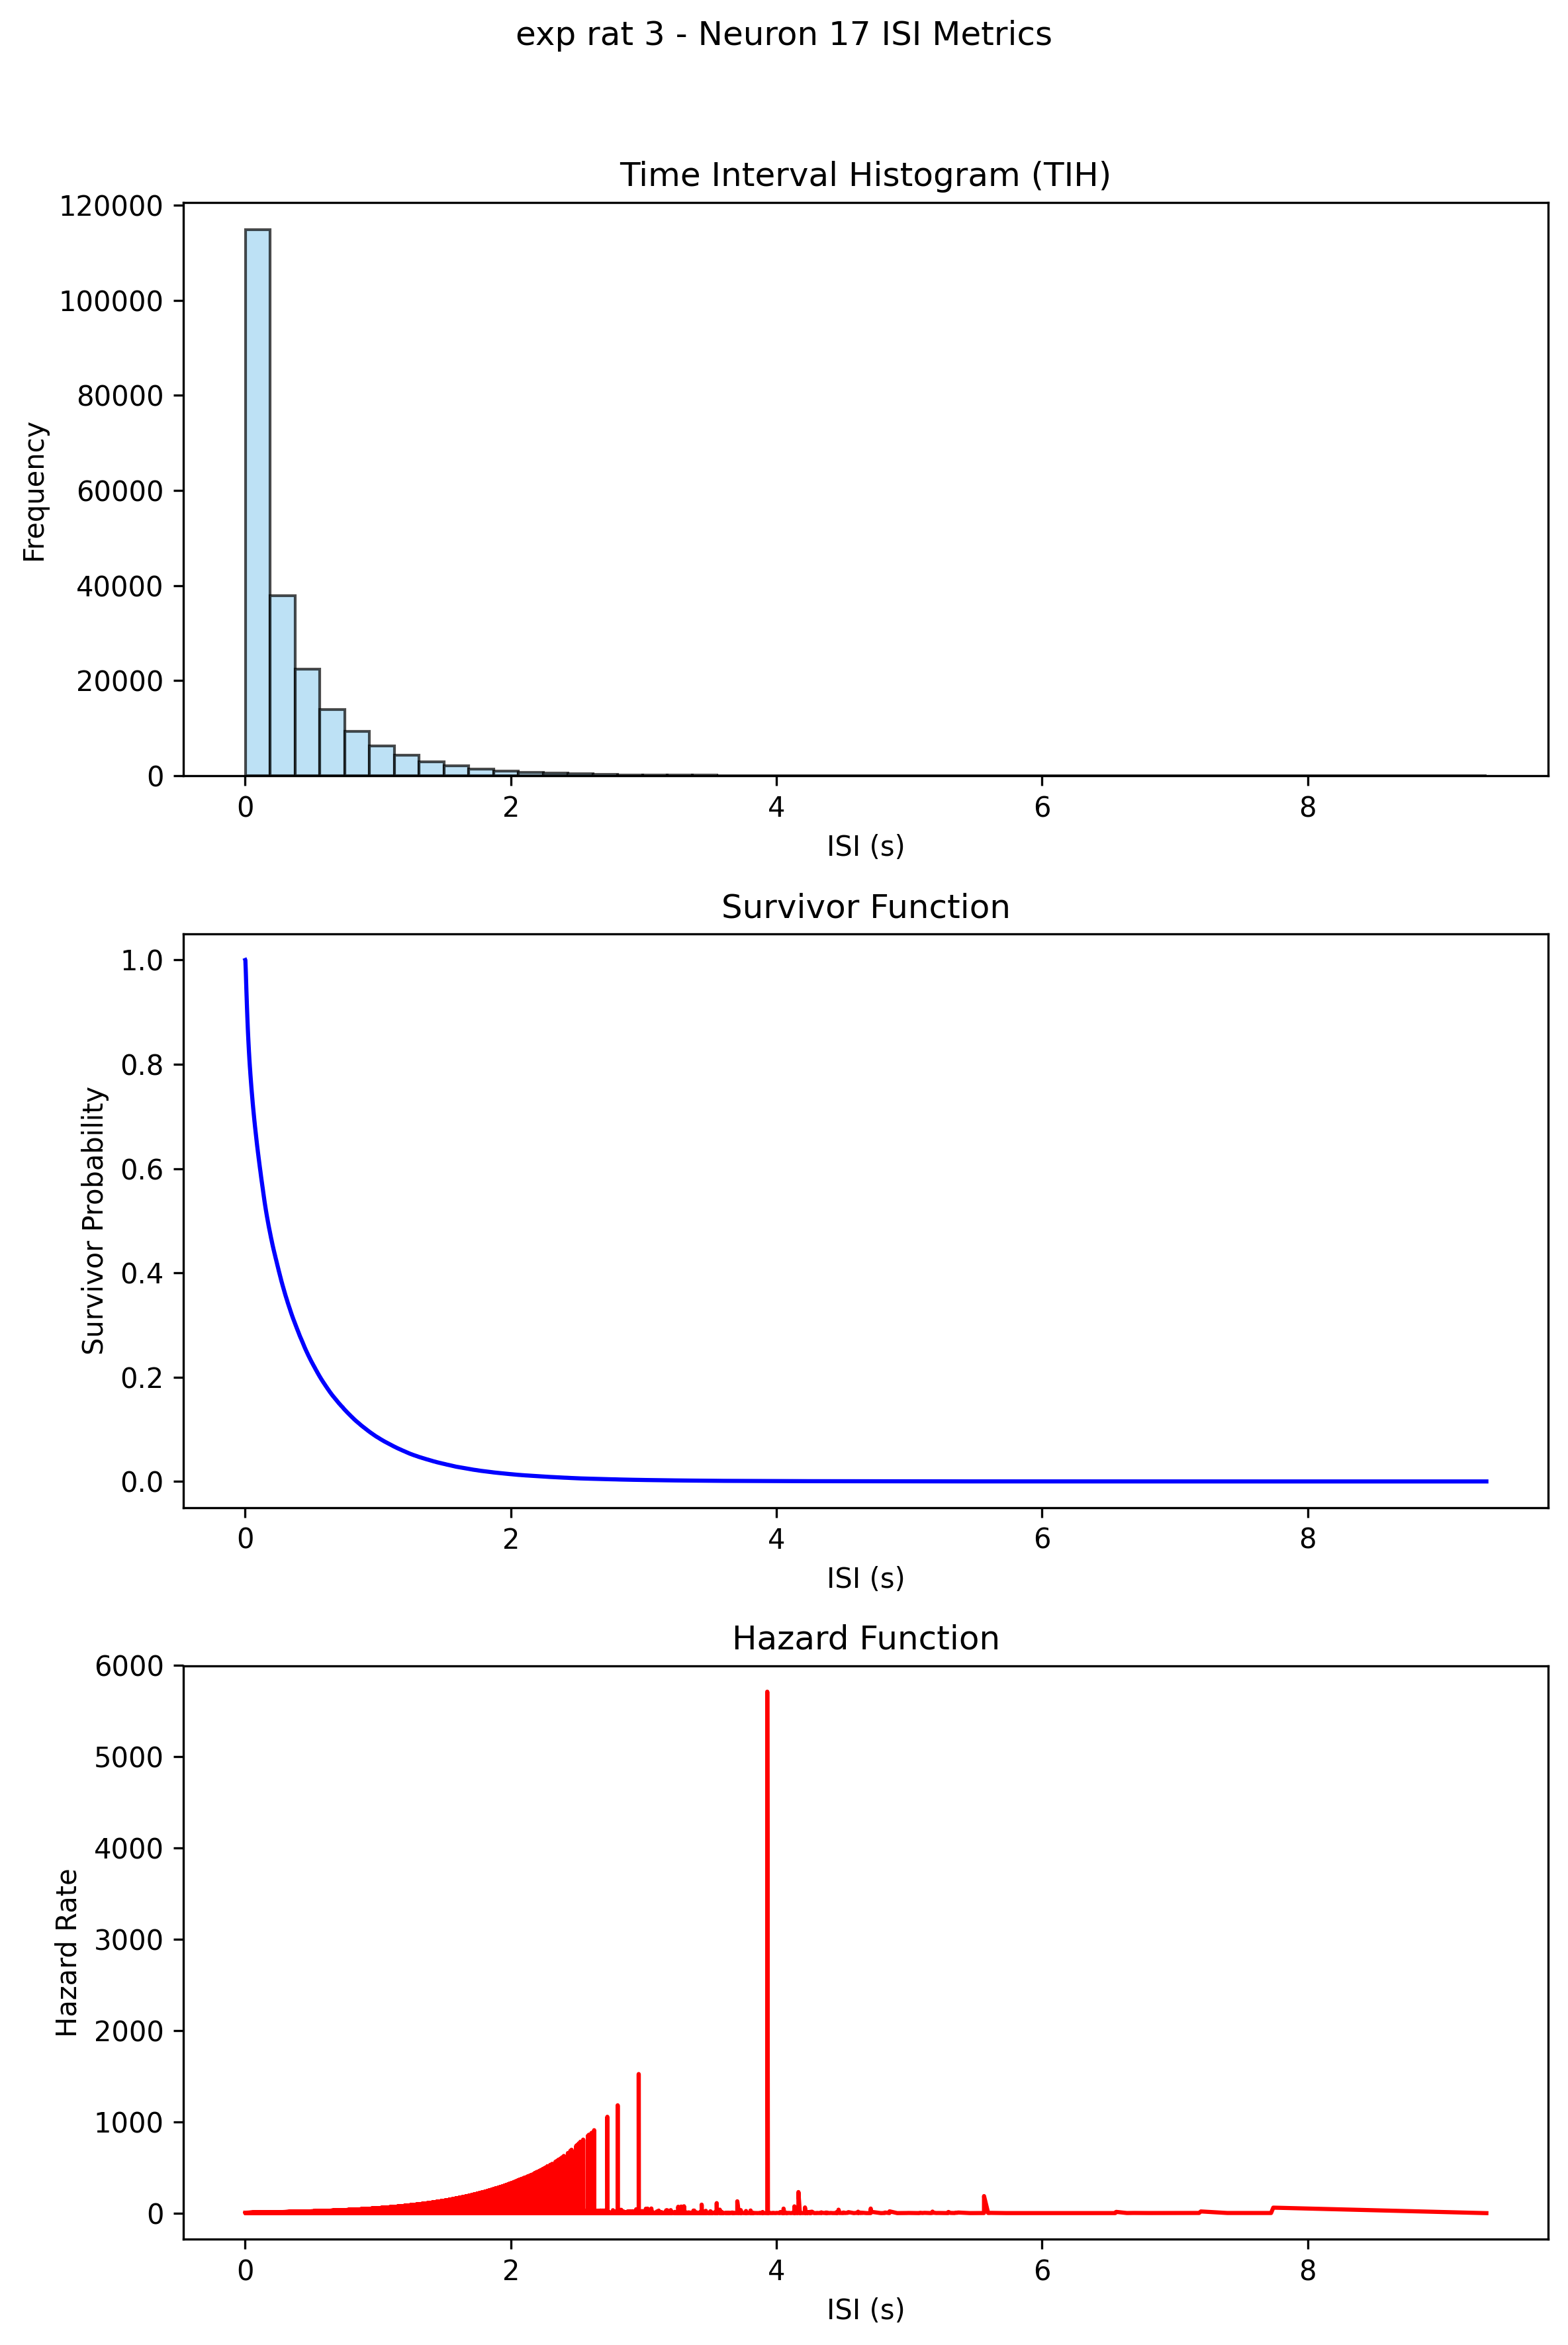 exp rat 3 - Neuron 17 ISI Metrics
Time Interval Histogram (TIH)
120000
100000
80000
60000
40000
20000
0
Frequency
0 2 4 6 8
ISI (s)
Survivor Function
1.0
0.8
0.6
0.4
0.2
0.0
Survivor Probability
0 2 4 6 8
ISI (s)
Hazard Function
6000
5000
4000
3000
2000
1000
0
Hazard Rate
0 2 4 6 8
ISI (s)